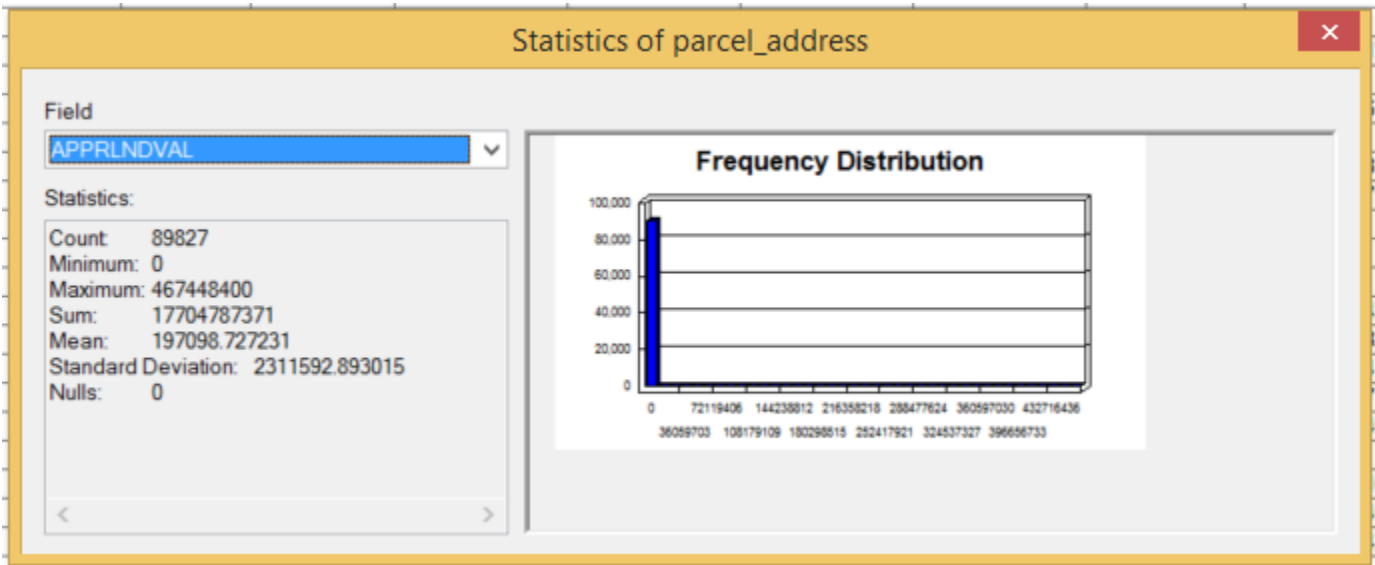 Statistics of parcel_address
Field
APPRLNDVAL
Statistics:
Count: 89827
Minimum: 0
Maximum: 467448400
Sum: 17704787371
Mean: 197098.727231
Standard Deviation: 2311592.893015
Nulls: 0
Frequency Distribution
100,000
80,000
60,000
40,000
20,000
0
0 72119406 144238812 216358218 288477624 360597030 432716436
36059703 108179109 180298515 252417921 324537327 396656733